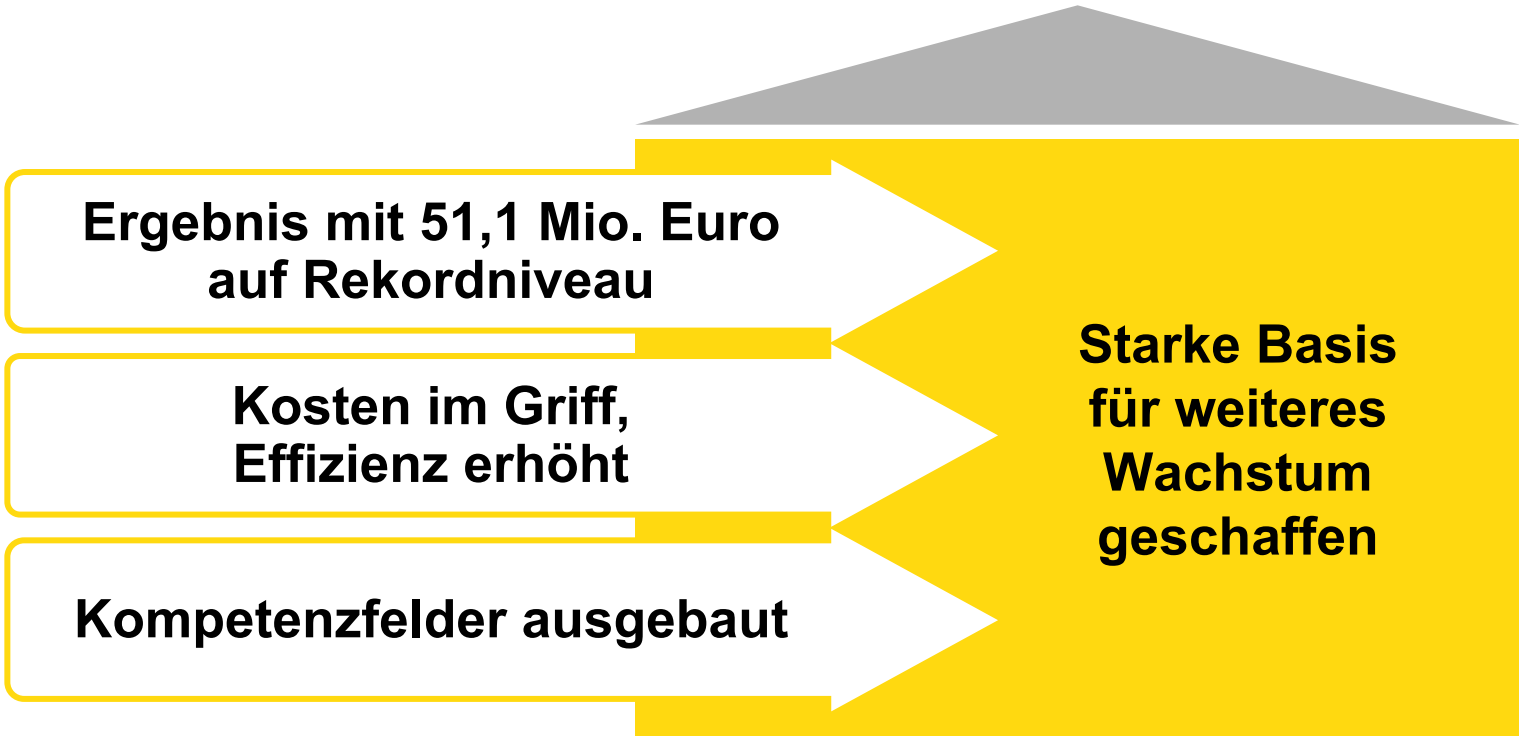 Ergebnis mit 51,1 Mio. Euro
auf Rekordniveau
Kosten im Griff,
Effizienz erhöht
Kompetenzfelder ausgebaut
Starke Basis
für weiteres
Wachstum
geschaffen